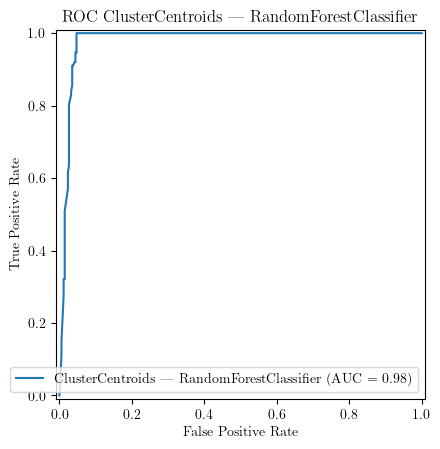 ROC ClusterCentroids — RandomForestClassifier
1.0
0.8
0.6
0.4
0.2
0.0
True Positive Rate
ClusterCentroids — RandomForestClassifier (AUC = 0.98)
0.0 0.2 0.4 0.6 0.8 1.0
False Positive Rate